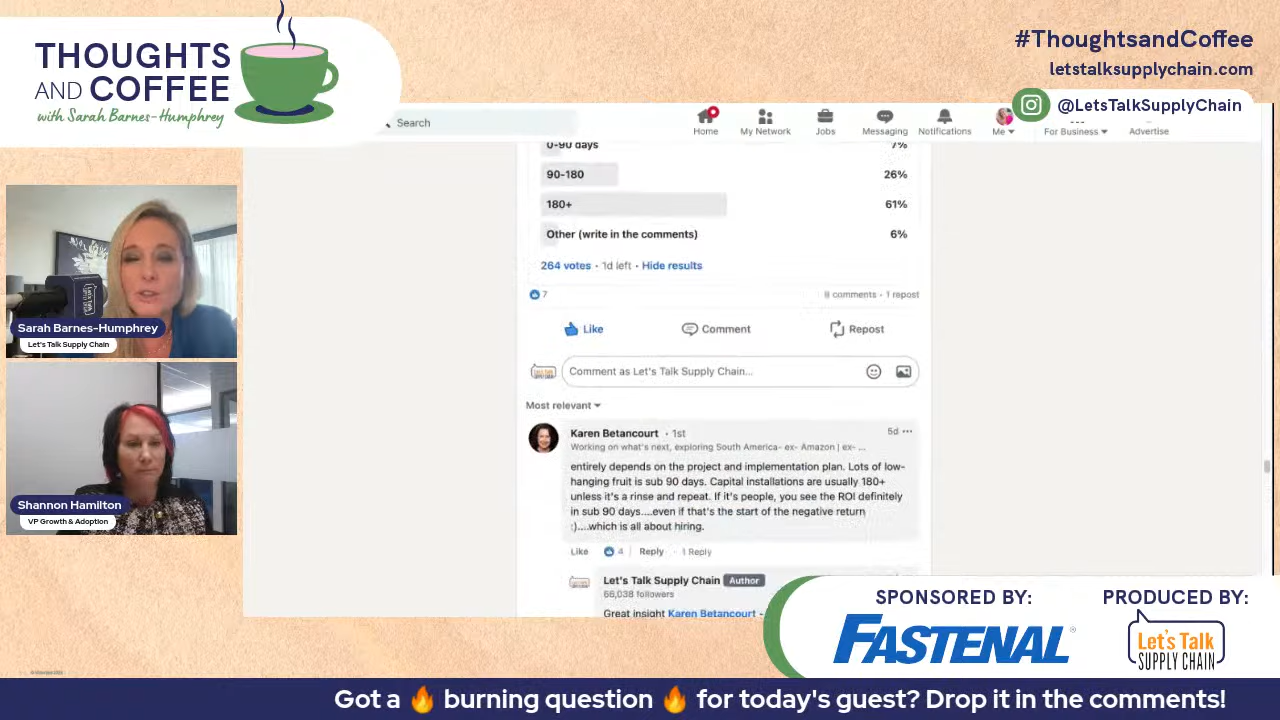 THOUGHTS
AND COFFEE
with Sarah Barnes-Humphrey
#ThoughtsandCoffee
letstalksupplychain.com
@LetsTalkSupplyChain
Search
Home
My Network
Jobs
Messaging
Notifications
Me
For Business
Advertise
0-90 days 7%
90-180 26%
180+ 61%
Other (write in the comments) 6%
264 votes • 1d left • Hide results
7
8 comments • 1 repost
Like
Comment
Repost
Comment as Let's Talk Supply Chain...
Most relevant
Karen Betancourt • 1st
5d •••
Working on what's next, exploring South America- ex- Amazon | ex- ...
entirely depends on the project and implementation plan. Lots of low-
hanging fruit is sub 90 days. Capital installations are usually 180+
unless it's a rinse and repeat. If it's people, you see the ROI definitely
in sub 90 days....even if that's the start of the negative return
:)....which is all about hiring.
Like 4 | Reply • 1 Reply
Let's Talk Supply Chain Author
66,038 followers
Great insight Karen Betancourt -
Let's Talk
Sarah Barnes-Humphrey
Let's Talk Supply Chain
Shannon Hamilton
VP Growth & Adoption
SPONSORED BY:
FASTENAL
PRODUCED BY:
Let's Talk
SUPPLY CHAIN
Got a 🔥 burning question 🔥 for today's guest? Drop it in the comments!